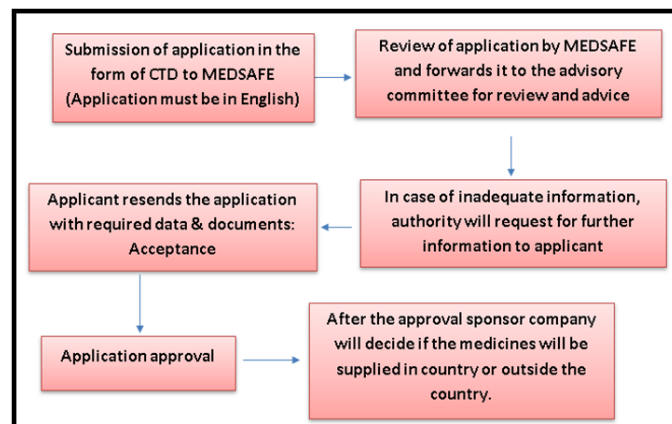 Submission of application in the
form of CTD to MEDSAFE
(Application must be in English)
Review of application by MEDSAFE
and forwards it to the advisory
committee for review and advice
In case of inadequate information,
authority will request for further
information to applicant
Applicant resends the application
with required data & documents:
Acceptance
Application approval
After the approval sponsor company
will decide if the medicines will be
supplied in country or outside the
country.